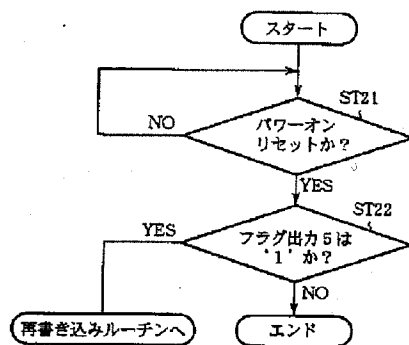 スタート
ST21
NO
パワーオン
リセットか？
YES
ST22
YES
フラグ出力５は
'１'か？
NO
再書き込みルーチンへ
エンド